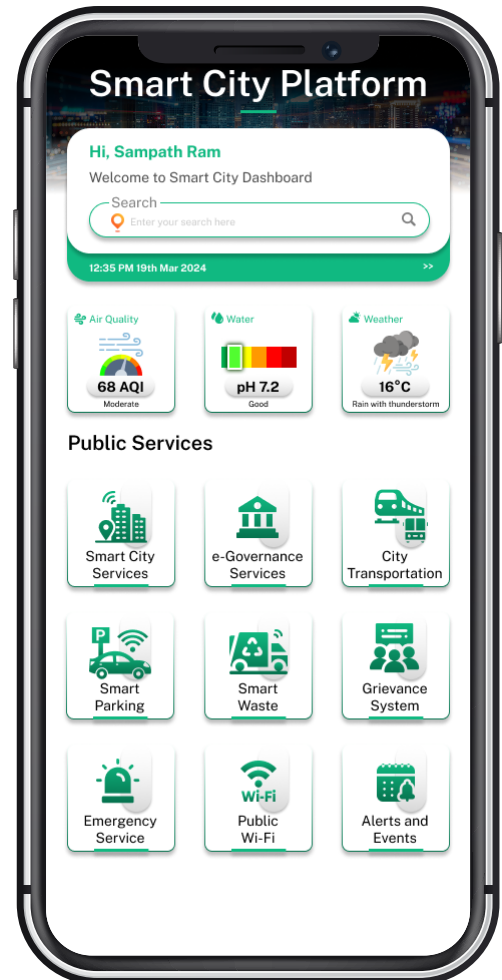 Smart City Platform
Hi, Sampath Ram
Welcome to Smart City Dashboard
Search
Enter your search here
12:35 PM 19th Mar 2024 >>
Air Quality
68 AQI
Moderate
Water
pH 7.2
Good
Weather
16°C
Rain with thunderstorm
Public Services
Smart City
Services
e-Governance
Services
City
Transportation
P
Smart
Parking
Smart
Waste
Grievance
System
Emergency
Service
Wi-Fi
Public
Wi-Fi
Alerts and
Events